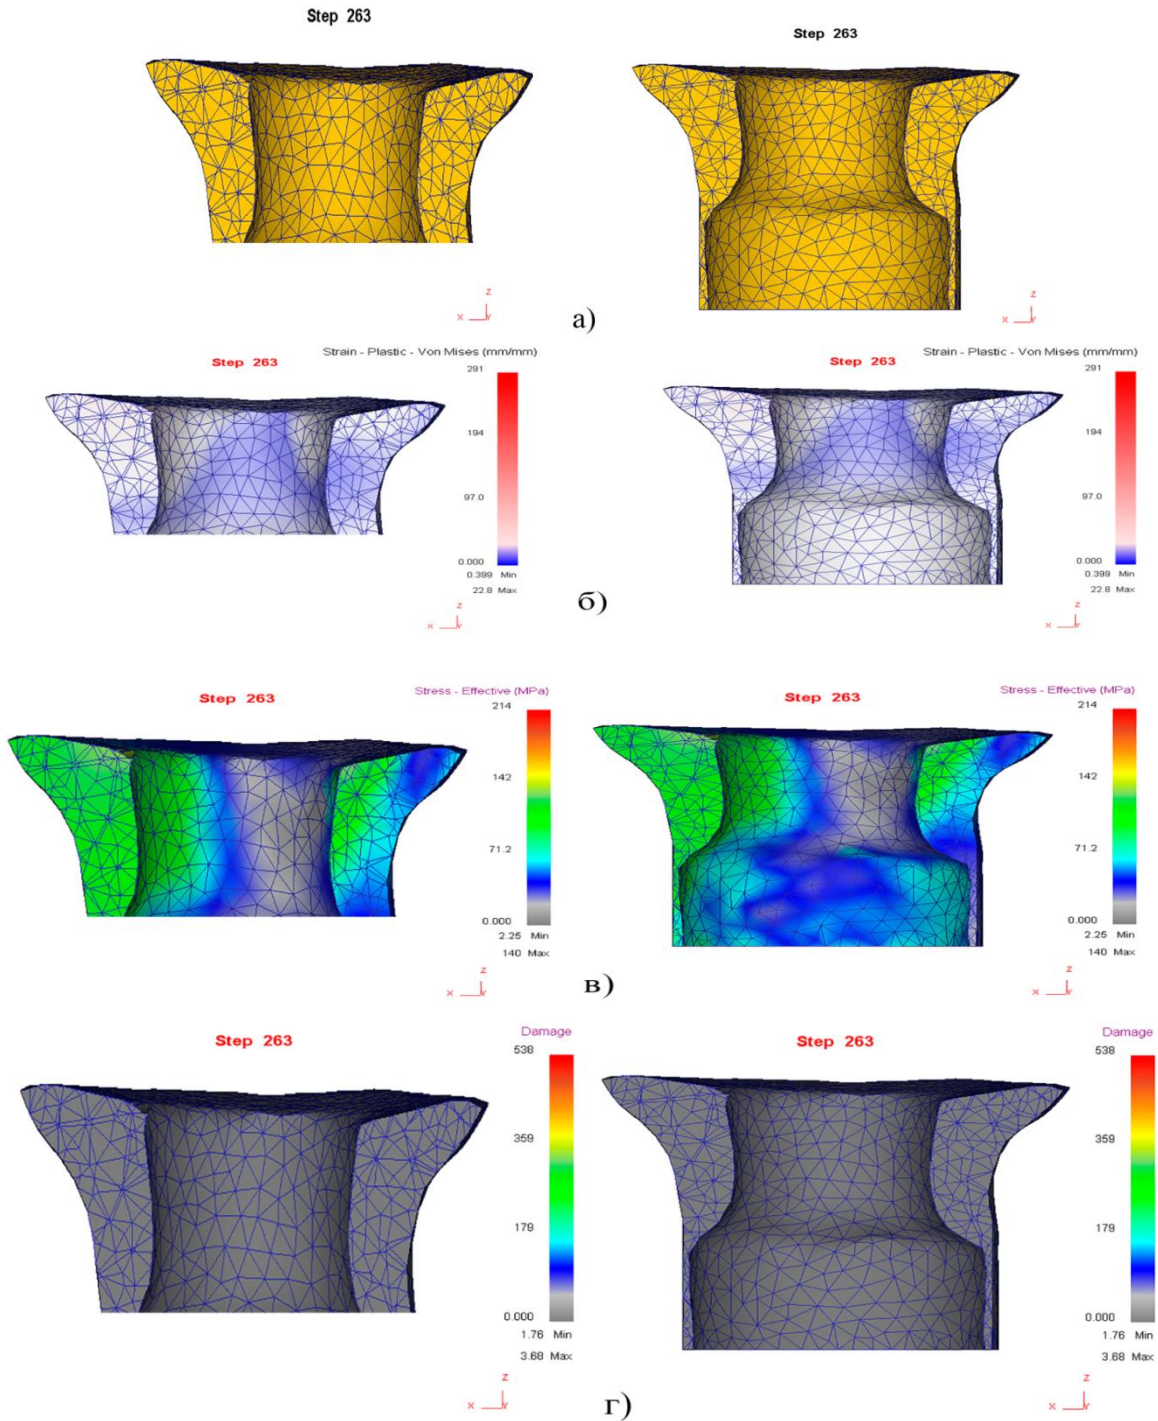 Step 263
Step 263
Z
X
Y
Z
X
Y
а)
Strain - Plastic - Von Mises (mm/mm)
Step 263
291
194
97.0
0.000
0.399 Min
22.8 Max
Z
X
Y
Strain - Plastic - Von Mises (mm/mm)
Step 263
291
194
97.0
0.000
0.399 Min
22.8 Max
Z
X
Y
б)
Stress - Effective (MPa)
Step 263
214
142
71.2
0.000
2.25 Min
140 Max
Z
X
Y
Stress - Effective (MPa)
Step 263
214
142
71.2
0.000
2.25 Min
140 Max
Z
X
Y
в)
Damage
Step 263
538
359
179
0.000
1.76 Min
3.68 Max
Z
X
Y
Damage
Step 263
538
359
179
0.000
1.76 Min
3.68 Max
Z
X
Y
г)